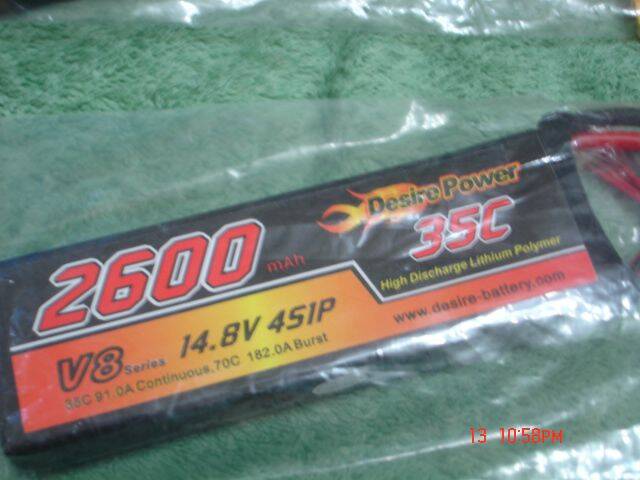 Desire Power
35C
2600 mAh
High Discharge Lithium Polymer
V8 Series 14.8V 4S1P
www.desire-battery.com
35C 91.0A Continuous,70C 182.0A Burst
13 10:58PM